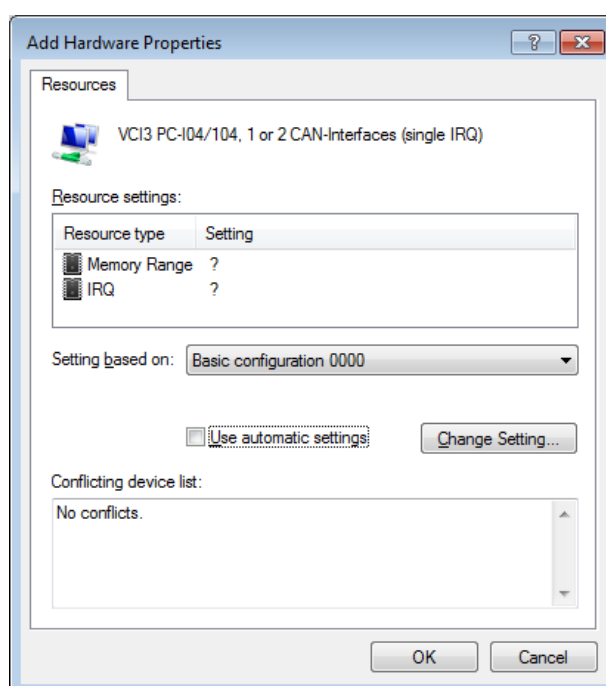 Add Hardware Properties
Resources
VCI3 PC-I04/104, 1 or 2 CAN-Interfaces (single IRQ)
Resource settings:
Resource type Setting
Memory Range ?
IRQ ?
Setting based on: Basic configuration 0000
Use automatic settings Change Setting...
Conflicting device list:
No conflicts.
OK Cancel